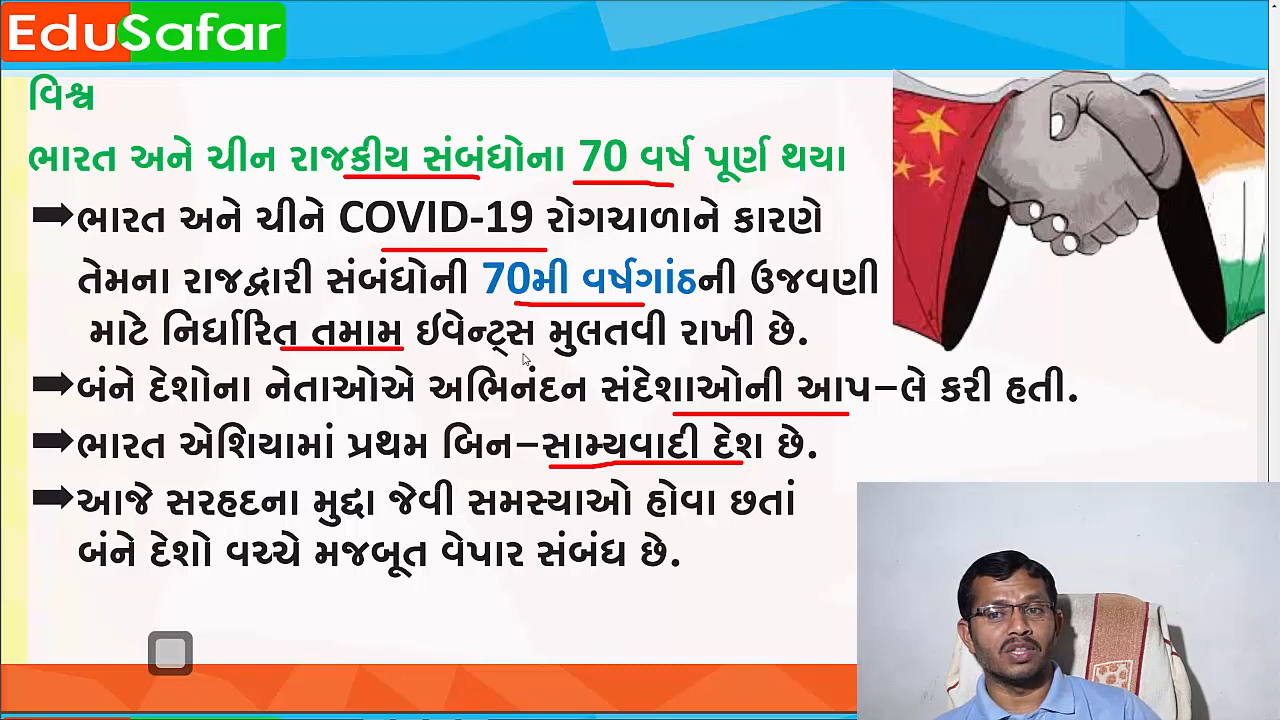 EduSafar
વિશ્વ
ભારત અને ચીન રાજકીય સંબંધોના 70 વર્ષ પૂર્ણ થયા
➡ભારત અને ચીને COVID-19 રોગચાળાને કારણે
તેમના રાજદ્વારી સંબંધોની 70મી વર્ષગાંઠની ઉજવણી
માટે નિર્ધારિત તમામ ઇવેન્ટ્સ મુલતવી રાખી છે.
➡બંને દેશોના નેતાઓએ અભિનંદન સંદેશાઓની આપ–લે કરી હતી.
➡ભારત એશિયામાં પ્રથમ બિન–સામ્યવાદી દેશ છે.
➡આજે સરહદના મુદ્દા જેવી સમસ્યાઓ હોવા છતાં
બંને દેશો વચ્ચે મજબૂત વેપાર સંબંધ છે.